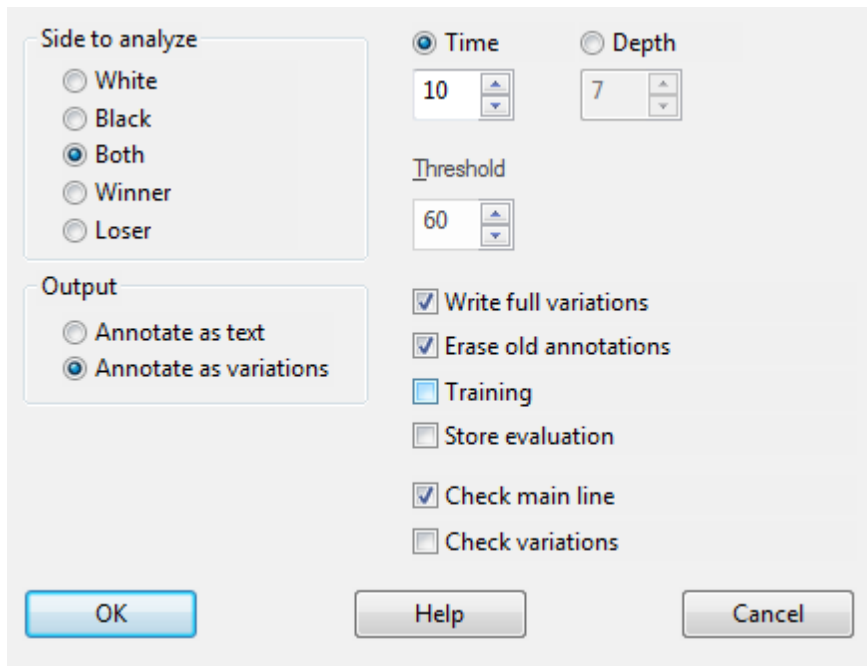 Side to analyze
White
Black
Both
Winner
Loser
Output
Annotate as text
Annotate as variations
Time
Depth
10
7
Threshold
60
Write full variations
Erase old annotations
Training
Store evaluation
Check main line
Check variations
OK
Help
Cancel